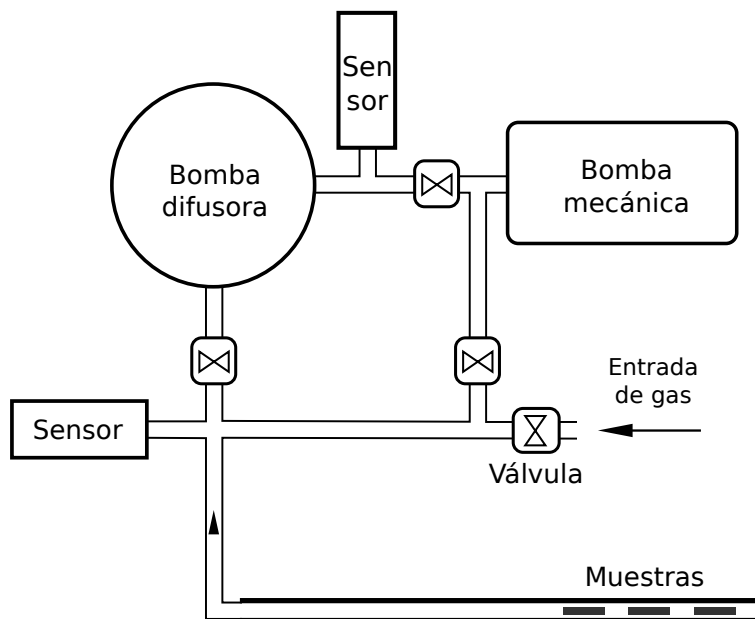 Sen
sor
Bomba
difusora
Bomba
mecánica
Entrada
de gas
Sensor
Válvula
Muestras